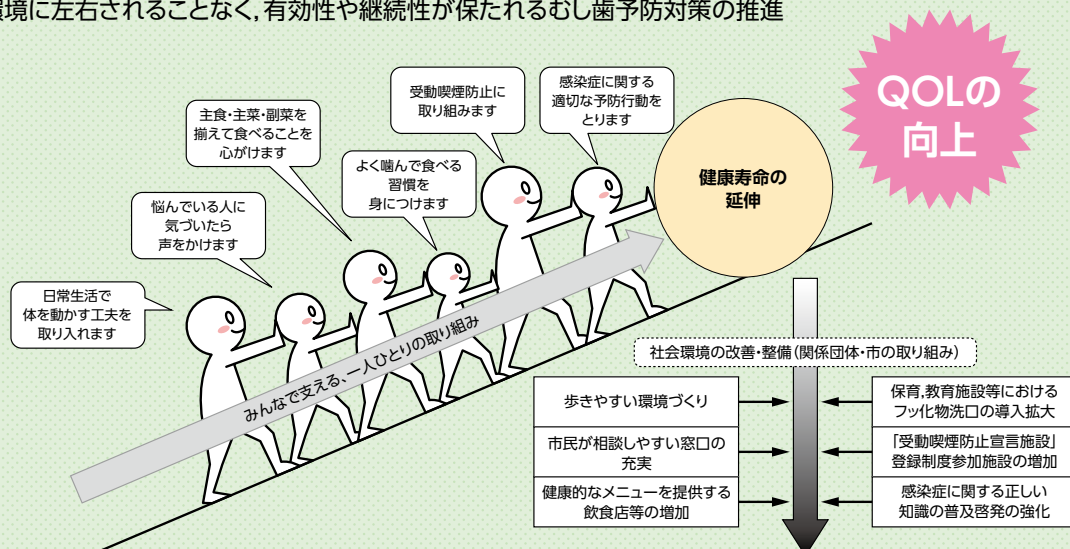 環境に左右されることなく,有効性や継続性が保たれるむし歯予防対策の推進
QOLの
向上
感染症に関する
適切な予防行動を
とります
受動喫煙防止に
取り組みます
主食・主菜・副菜を
揃えて食べることを
心がけます
よく噛んで食べる
習慣を
身につけます
悩んでいる人に
気づいたら
声をかけます
日常生活で
体を動かす工夫を
取り入れます
健康寿命の
延伸
みんなで支える、一人ひとりの取り組み
社会環境の改善・整備(関係団体・市の取り組み)
歩きやすい環境づくり
市民が相談しやすい窓口の
充実
健康的なメニューを提供する
飲食店等の増加
保育,教育施設等における
フッ化物洗口の導入拡大
「受動喫煙防止宣言施設」
登録制度参加施設の増加
感染症に関する正しい
知識の普及啓発の強化